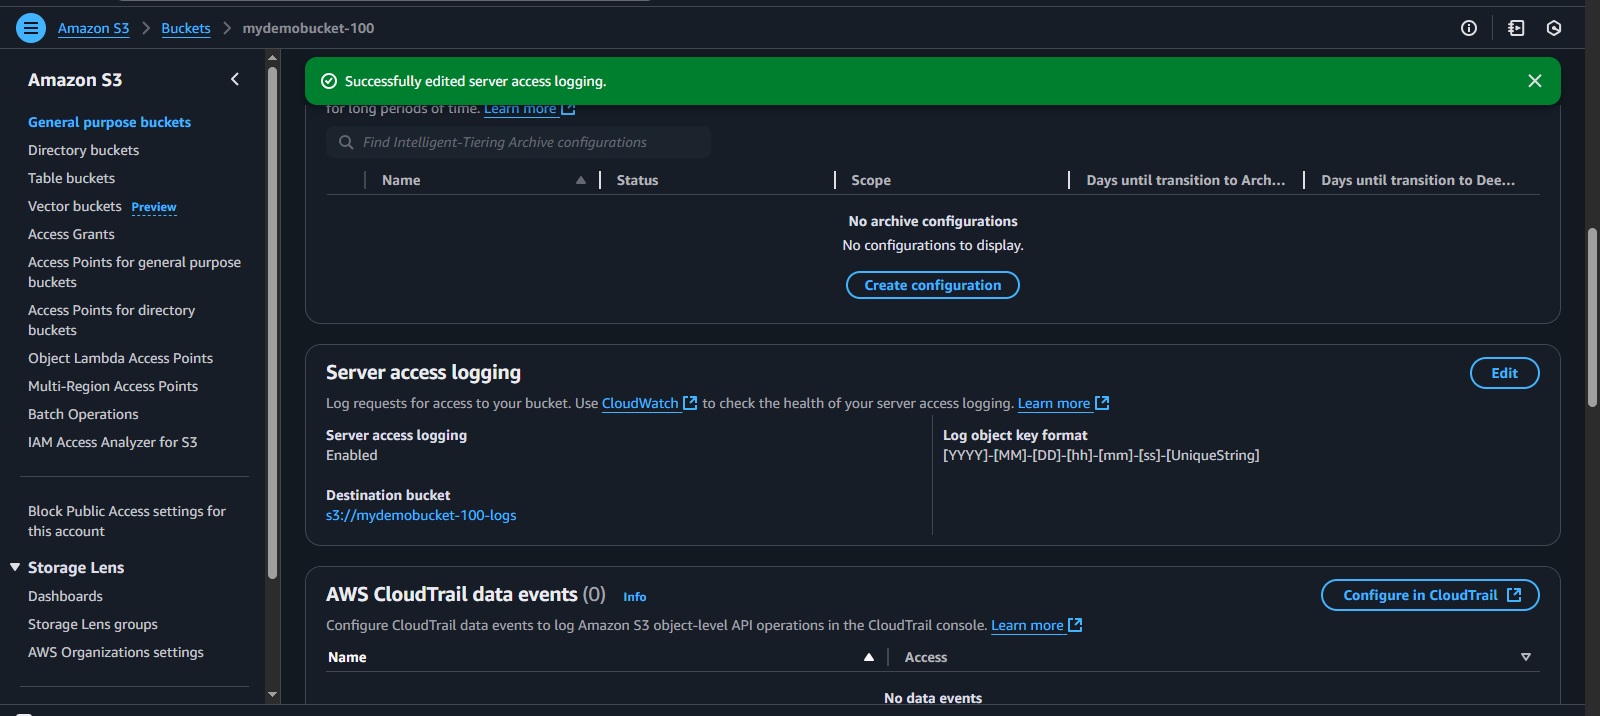 Amazon S3 > Buckets > mydemobucket-100
Amazon S3
General purpose buckets
Directory buckets
Table buckets
Vector buckets Preview
Access Grants
Access Points for general purpose
buckets
Access Points for directory
buckets
Object Lambda Access Points
Multi-Region Access Points
Batch Operations
IAM Access Analyzer for S3
Block Public Access settings for
this account
Storage Lens
Dashboards
Storage Lens groups
AWS Organizations settings
Successfully edited server access logging.
for long periods of time. Learn more
Find Intelligent-Tiering Archive configurations
Name Status Scope Days until transition to Arch... Days until transition to Dee...
No archive configurations
No configurations to display.
Create configuration
Server access logging
Edit
Log requests for access to your bucket. Use CloudWatch to check the health of your server access logging. Learn more
Server access logging
Enabled
Destination bucket
s3://mydemobucket-100-logs
Log object key format
[YYYY]-[MM]-[DD]-[hh]-[mm]-[ss]-[UniqueString]
AWS CloudTrail data events (0) Info
Configure in CloudTrail
Configure CloudTrail data events to log Amazon S3 object-level API operations in the CloudTrail console. Learn more
Name Access
No data events